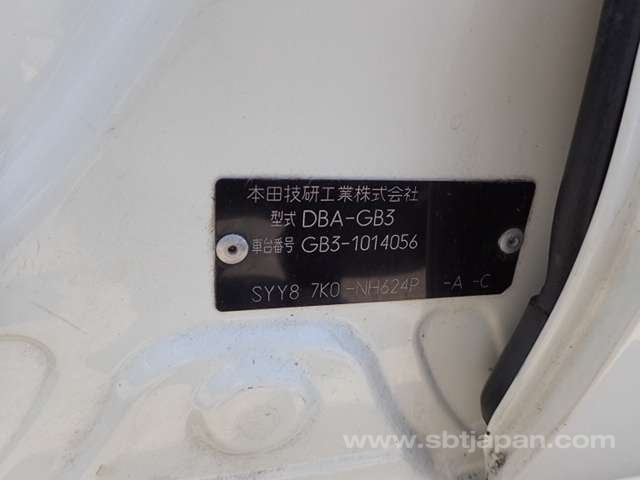 本田技研工業株式会社
型式 DBA-GB3
車台番号 GB3-1014056
SYY8 7K0 -NH624P -A -C
www.sbtjapan.com